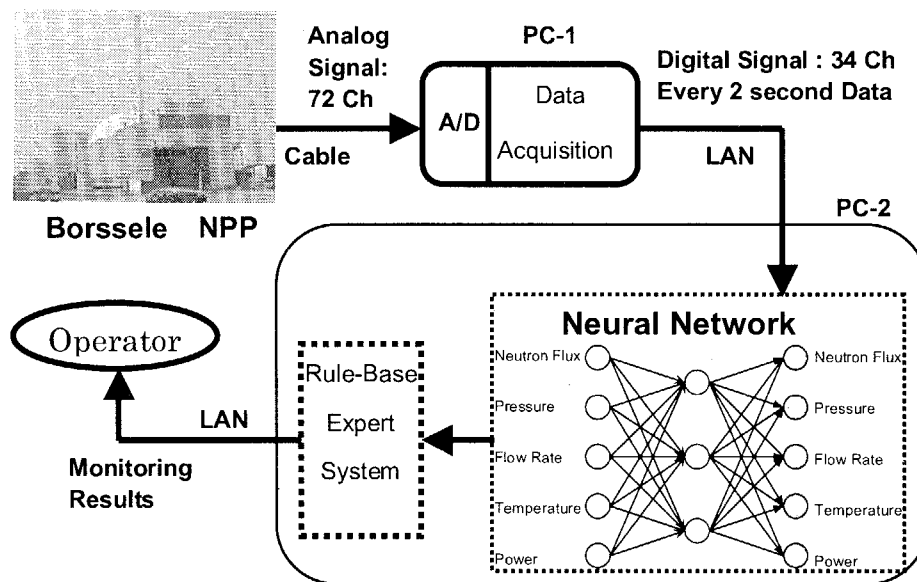 Analog
Signal:
72 Ch
Cable
Borssele NPP
PC-1
A/D
Data
Acquisition
Digital Signal : 34 Ch
Every 2 second Data
LAN
PC-2
Neural Network
Neutron Flux
Pressure
Flow Rate
Temperature
Power
Neutron Flux
Pressure
Flow Rate
Temperature
Power
Rule-Base
Expert
System
LAN
Monitoring
Results
Operator